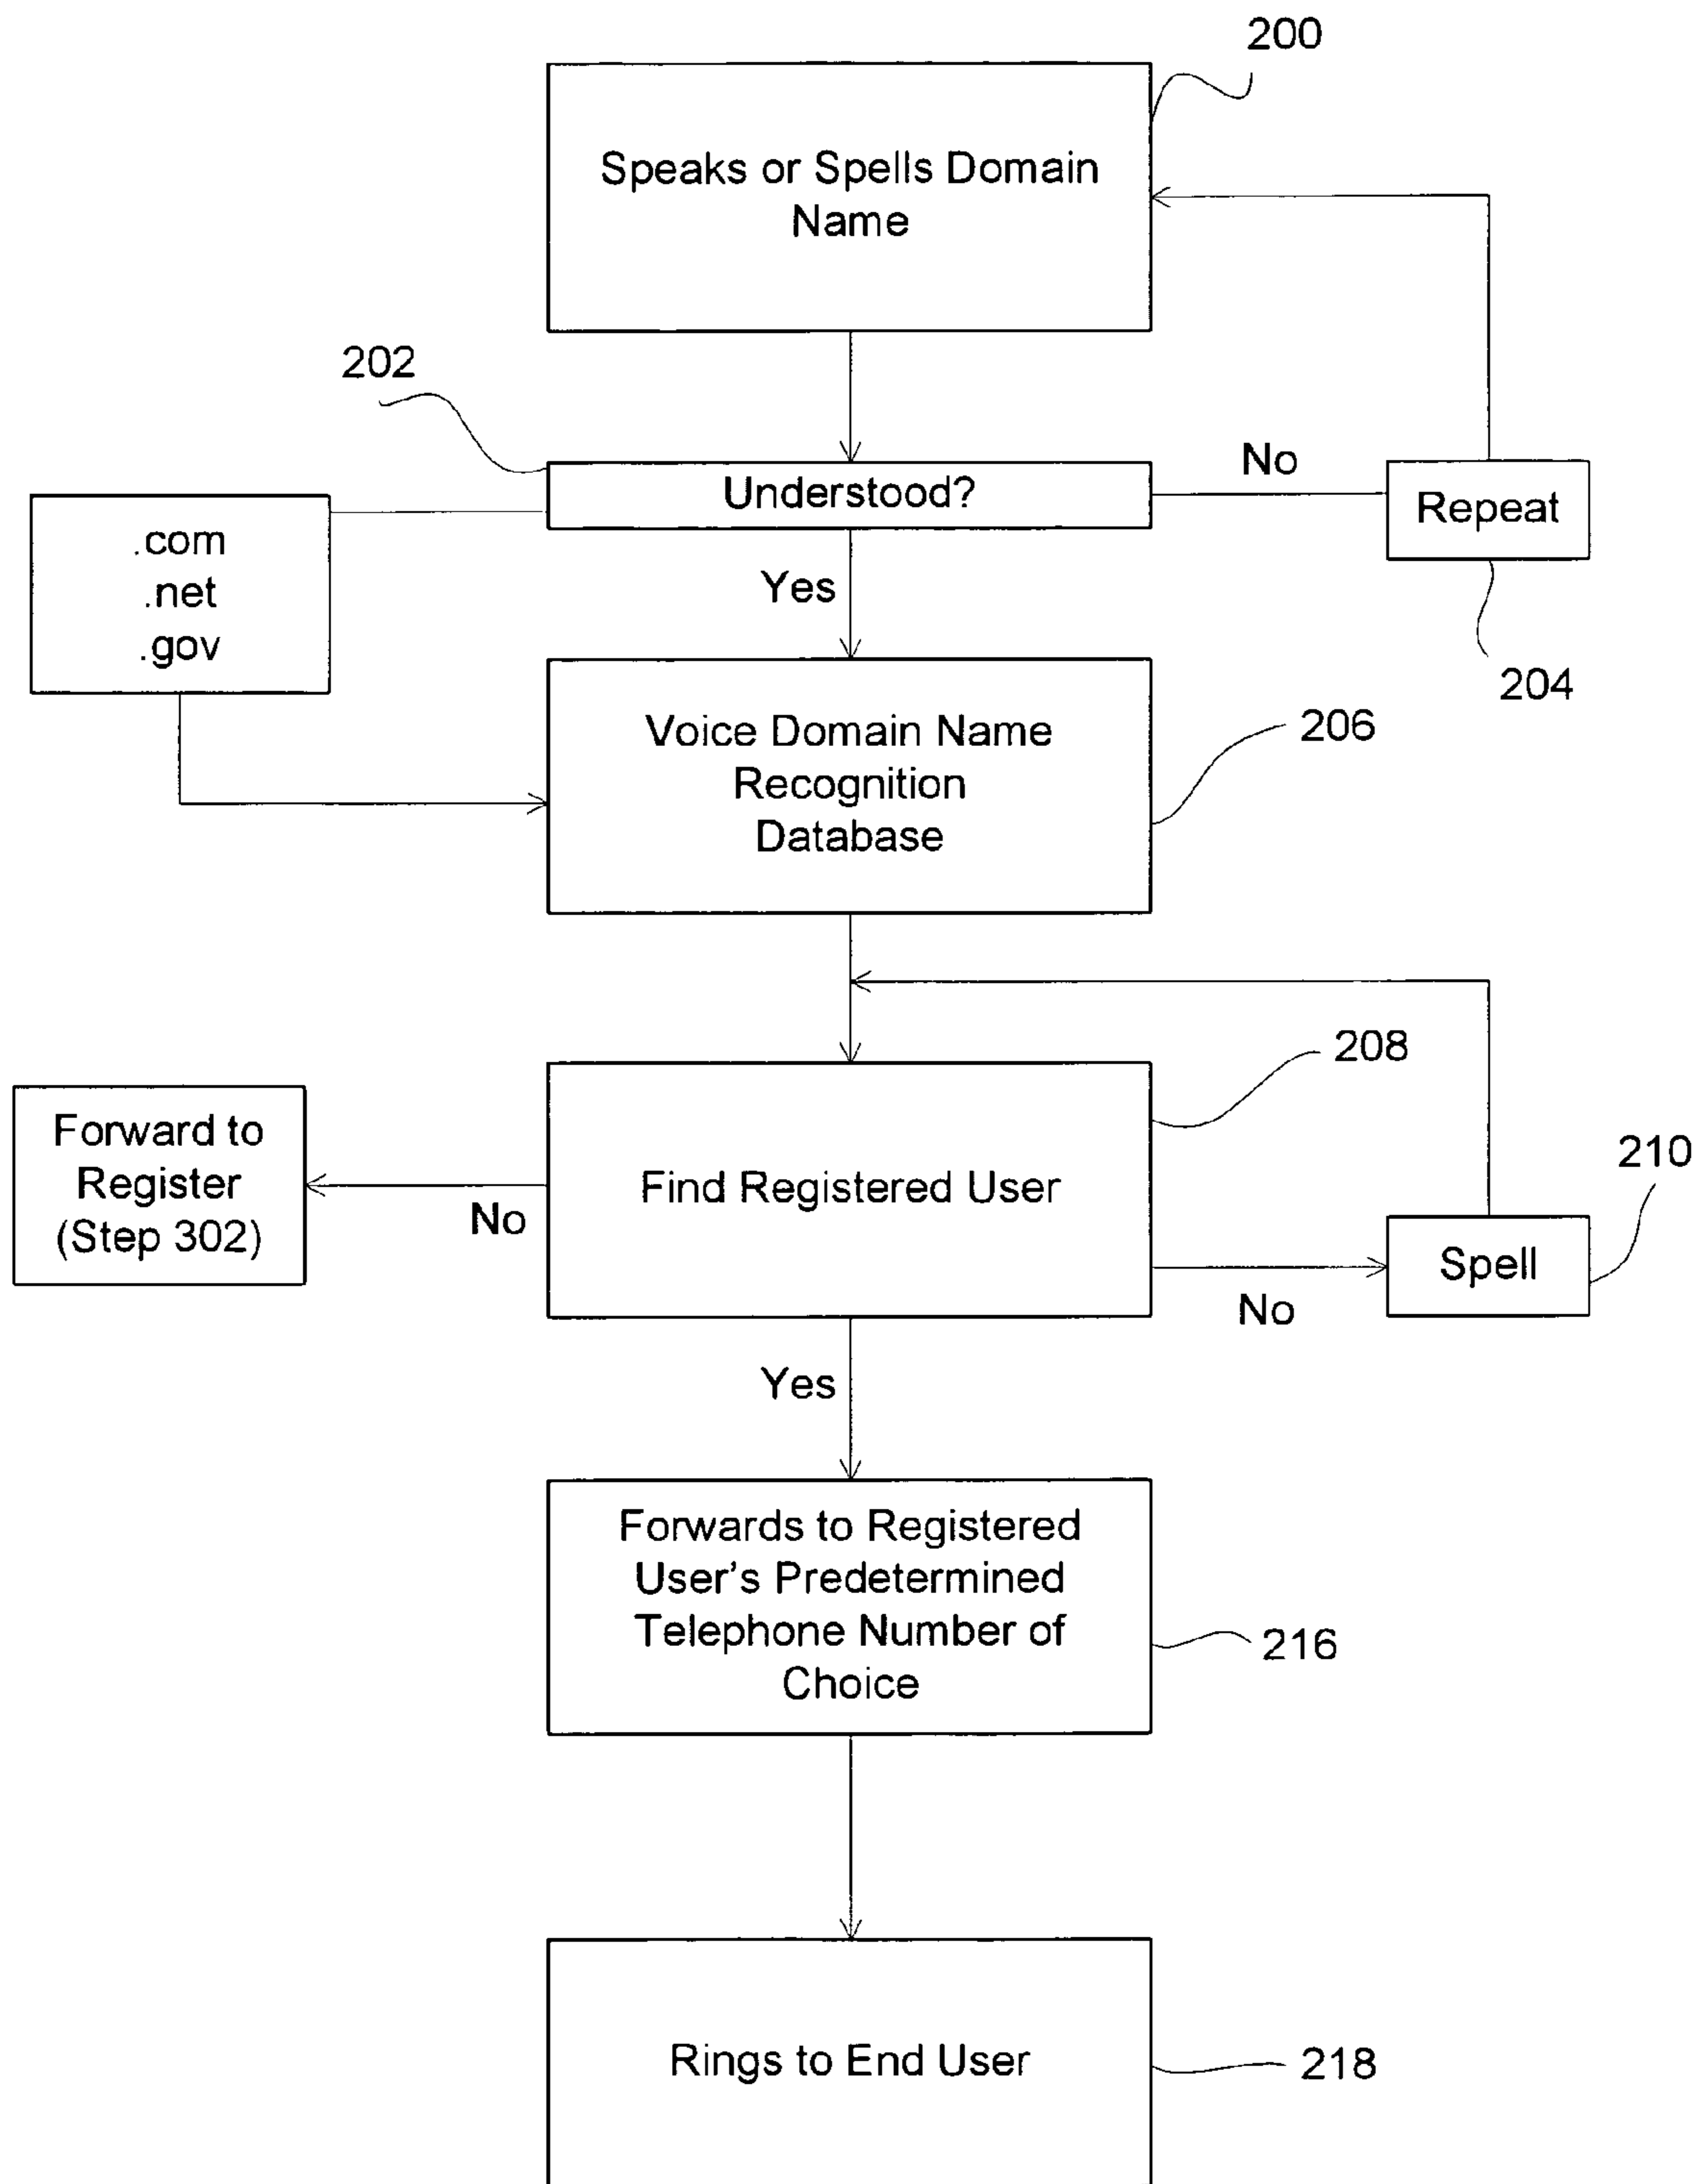 200
Speaks or Spells Domain
Name
202
Understood?
No
Repeat
204
.com
.net
.gov
Yes
Voice Domain Name
Recognition
Database
206
208
Find Registered User
Forward to
Register
(Step 302)
No
210
Spell
No
Yes
Forwards to Registered
User's Predetermined
Telephone Number of
Choice
216
Rings to End User
218